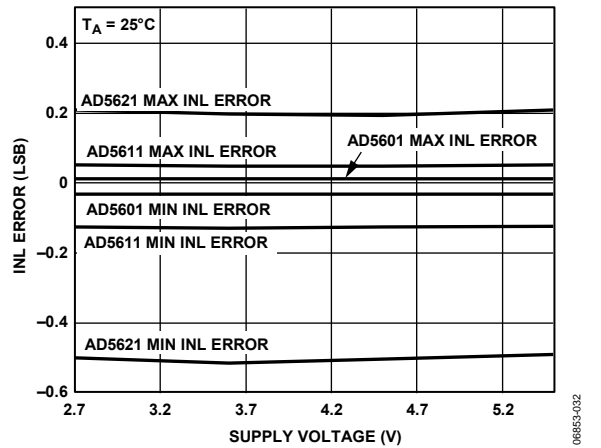 T_A = 25°C
0.4
AD5621 MAX INL ERROR
0.2
AD5601 MAX INL ERROR
AD5611 MAX INL ERROR
INL ERROR (LSB)
0
AD5601 MIN INL ERROR
AD5611 MIN INL ERROR
–0.2
–0.4
AD5621 MIN INL ERROR
–0.6
2.7 3.2 3.7 4.2 4.7 5.2
SUPPLY VOLTAGE (V)
06853-032